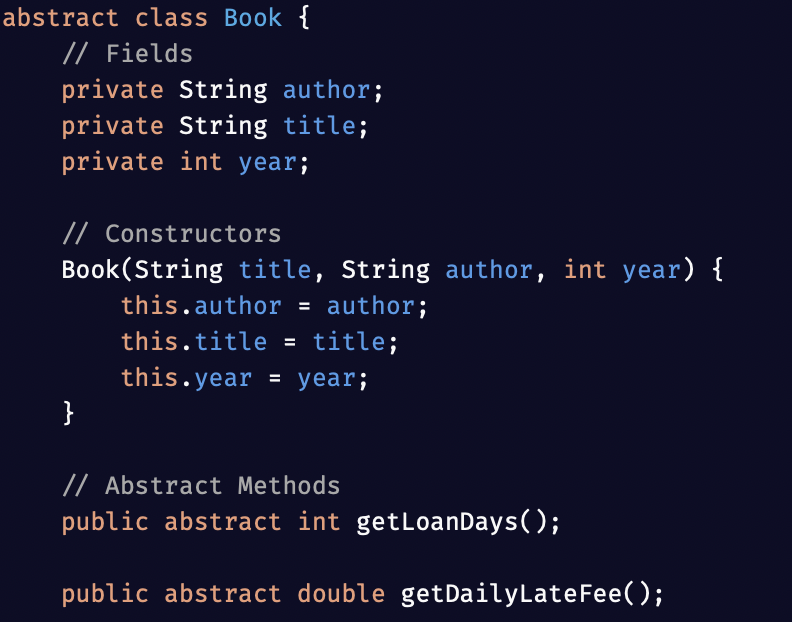 abstract class Book {
    // Fields
    private String author;
    private String title;
    private int year;

    // Constructors
    Book(String title, String author, int year) {
        this.author = author;
        this.title = title;
        this.year = year;
    }

    // Abstract Methods
    public abstract int getLoanDays();

    public abstract double getDailyLateFee();